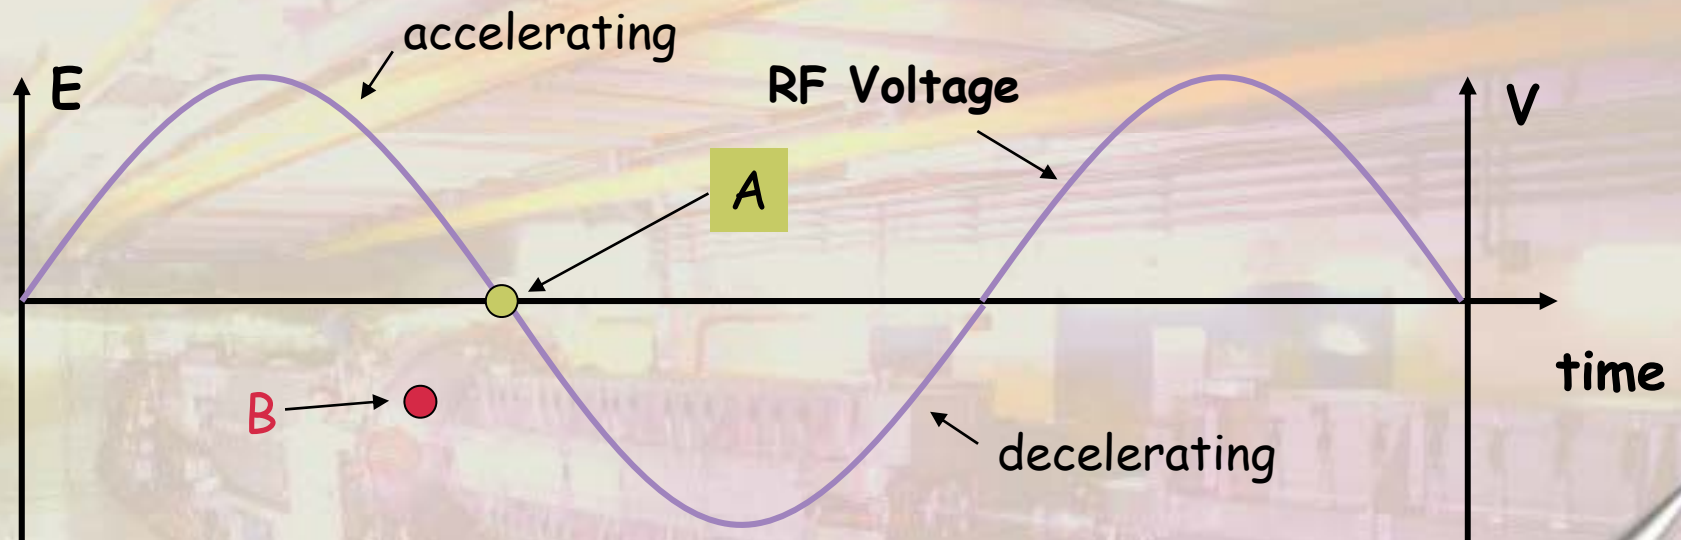 accelerating
E
RF Voltage
V
A
time
B
decelerating